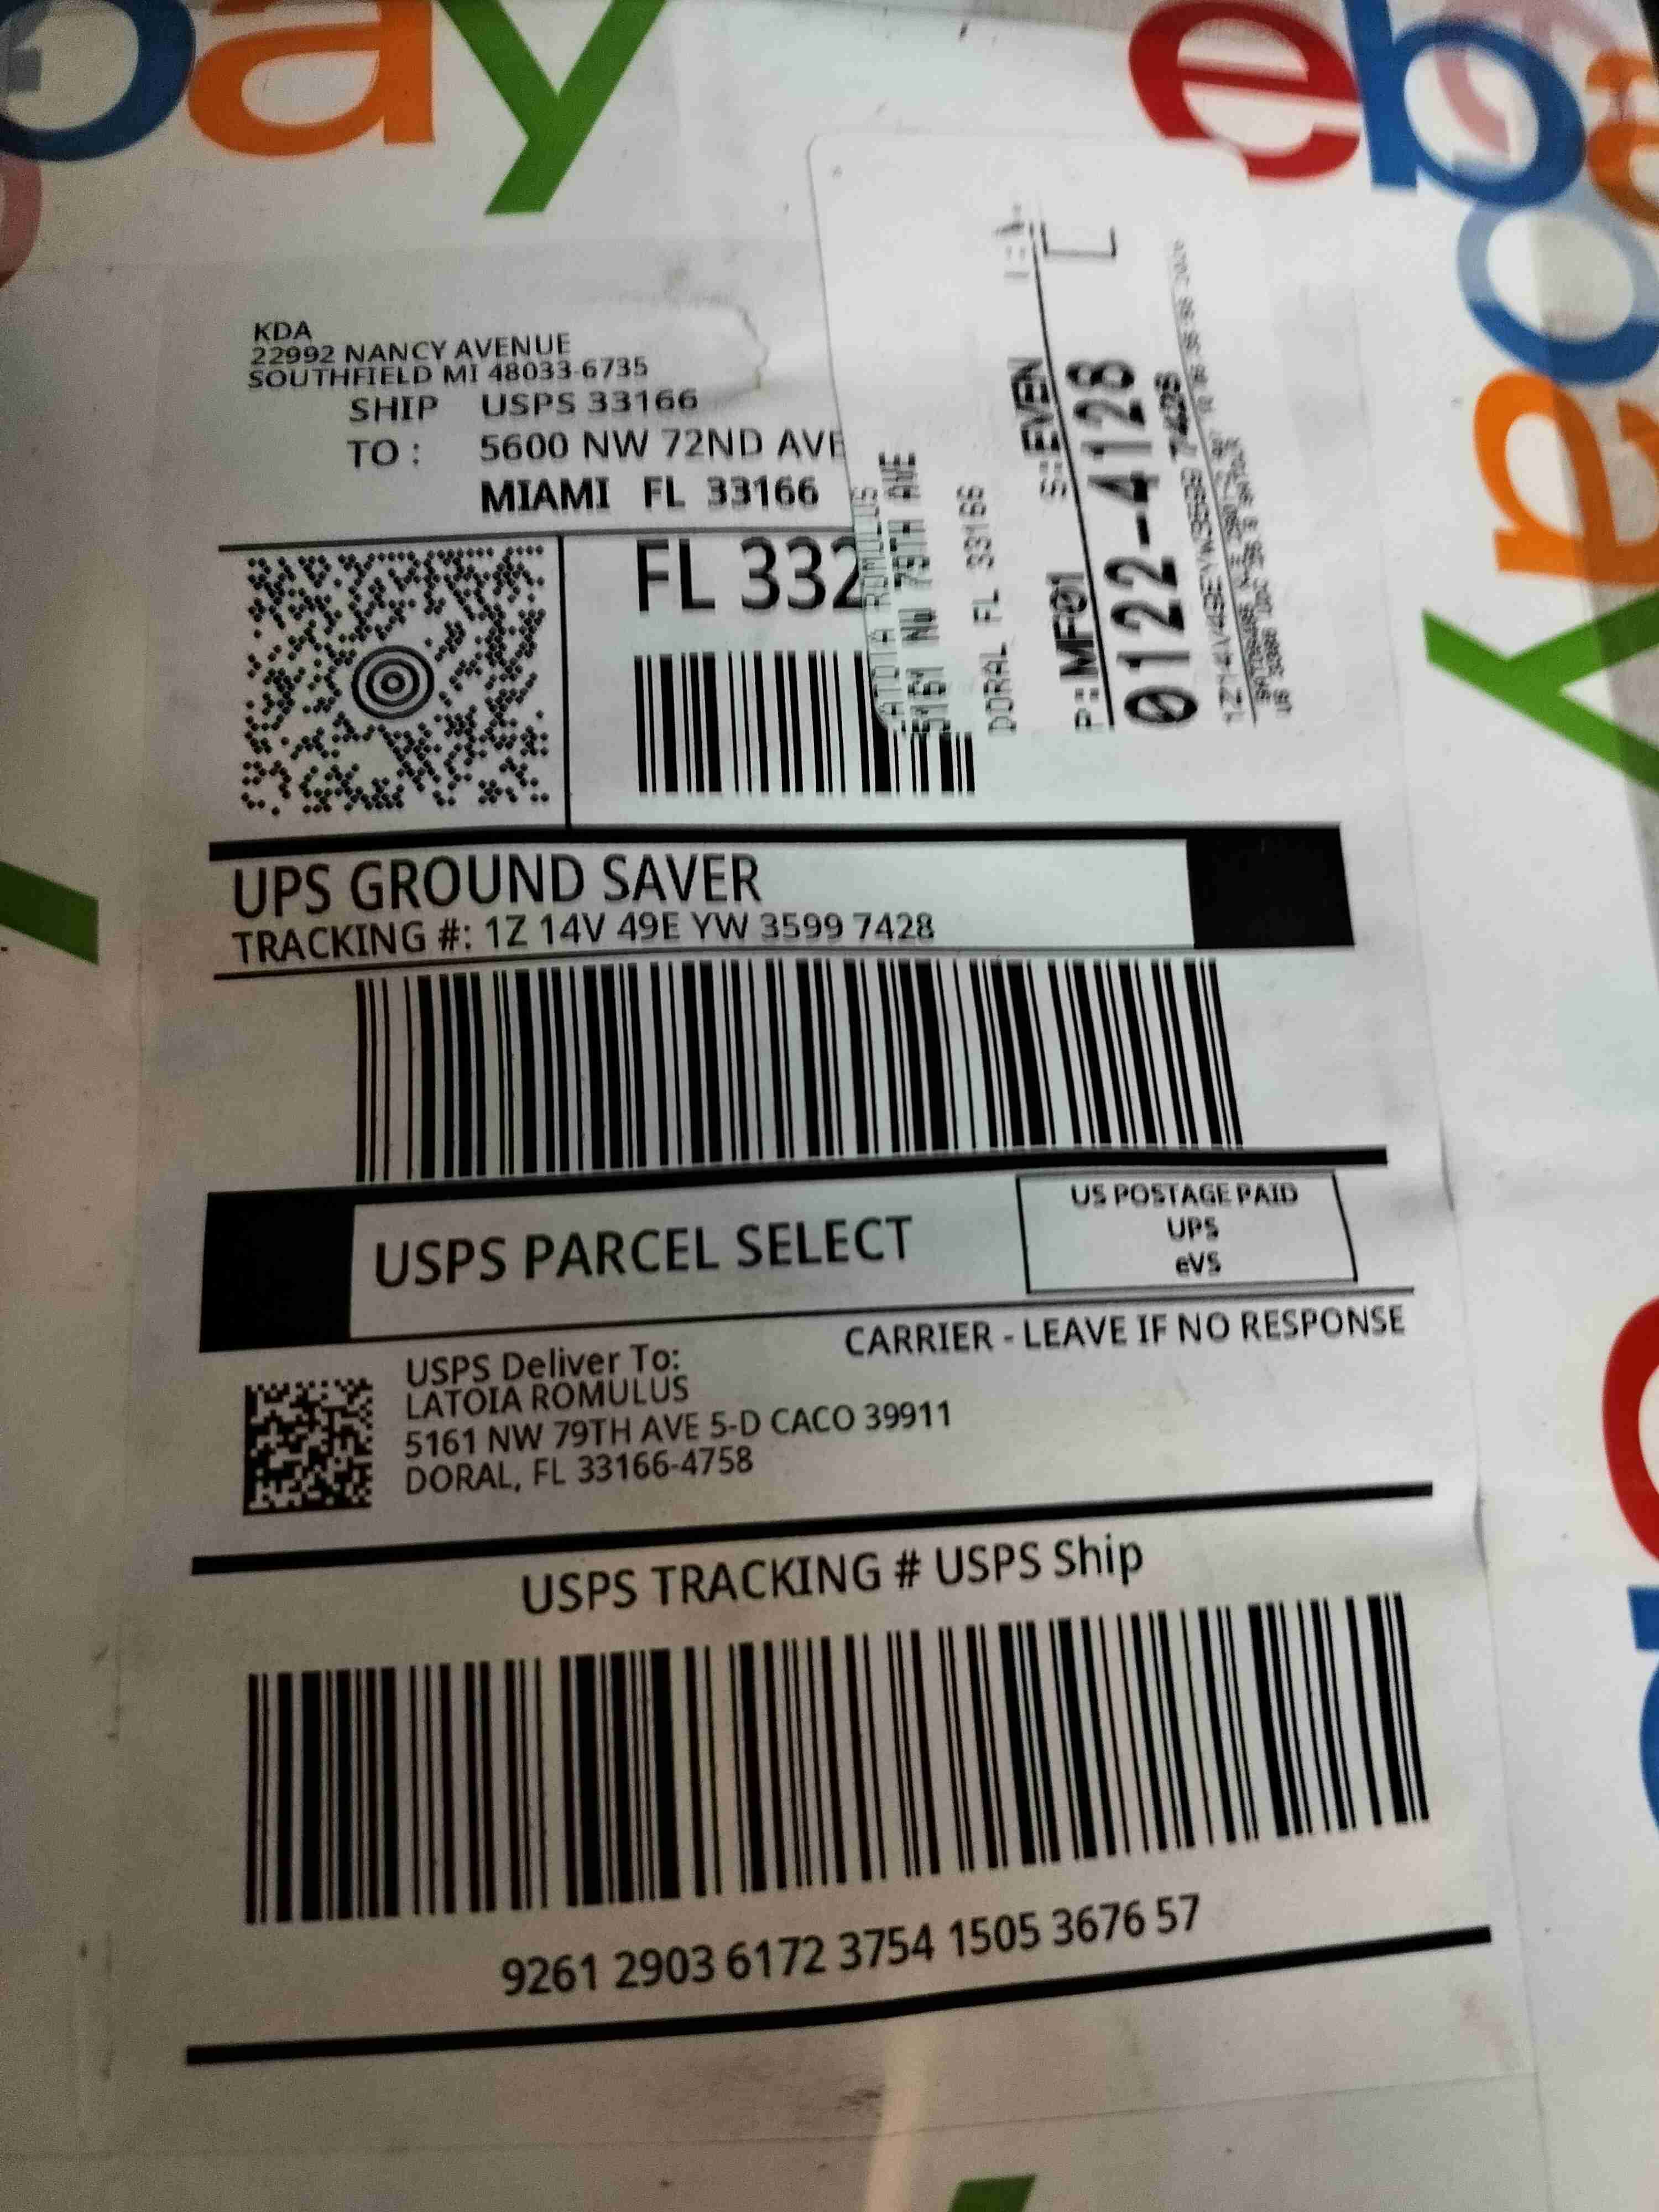 ebay
KDA
22992 NANCY AVENUE
SOUTHFIELD MI 48033-6735
SHIP USPS 33166
TO: 5600 NW 72ND AVE
MIAMI FL 33166
FL 332
ROMULUS
5161 NW 79TH AVE
DORAL FL 33166
P:MF01 S:EVEN
0122-4128
UPS GROUND SAVER
TRACKING #: 1Z 14V 49E YW 3599 7428
USPS PARCEL SELECT
US POSTAGE PAID
UPS
eVS
CARRIER - LEAVE IF NO RESPONSE
USPS Deliver To:
LATOIA ROMULUS
5161 NW 79TH AVE 5-D CACO 39911
DORAL, FL 33166-4758
USPS TRACKING # USPS Ship
9261 2903 6172 3754 1505 3676 57